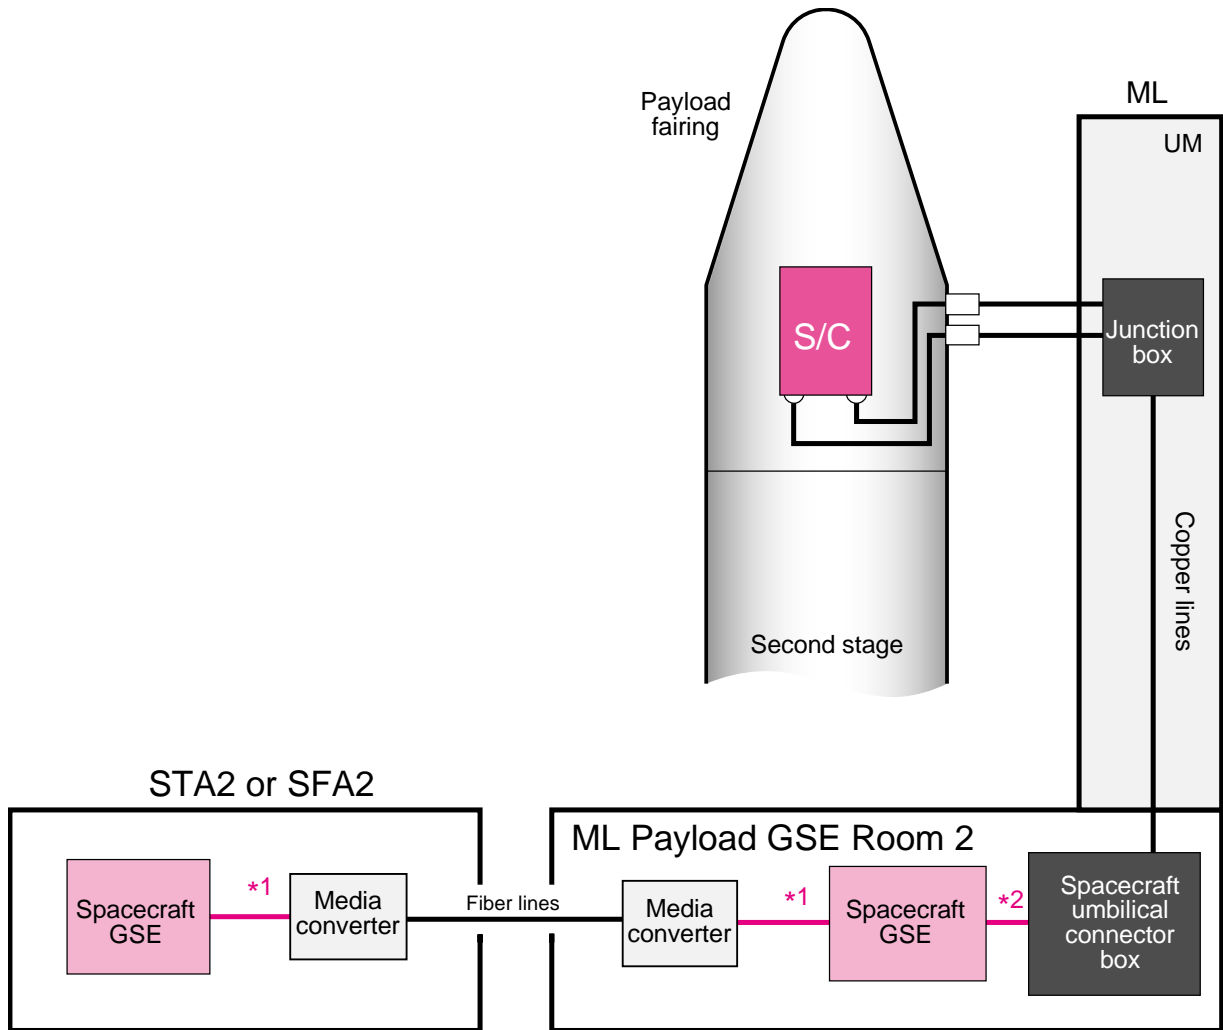 Payload
fairing
ML
UM
S/C
Junction
box
Copper lines
Second stage
STA2 or SFA2
ML Payload GSE Room 2
Spacecraft
GSE
*1
Media
converter
Fiber lines
Media
converter
*1
Spacecraft
GSE
*2
Spacecraft
umbilical
connector
box